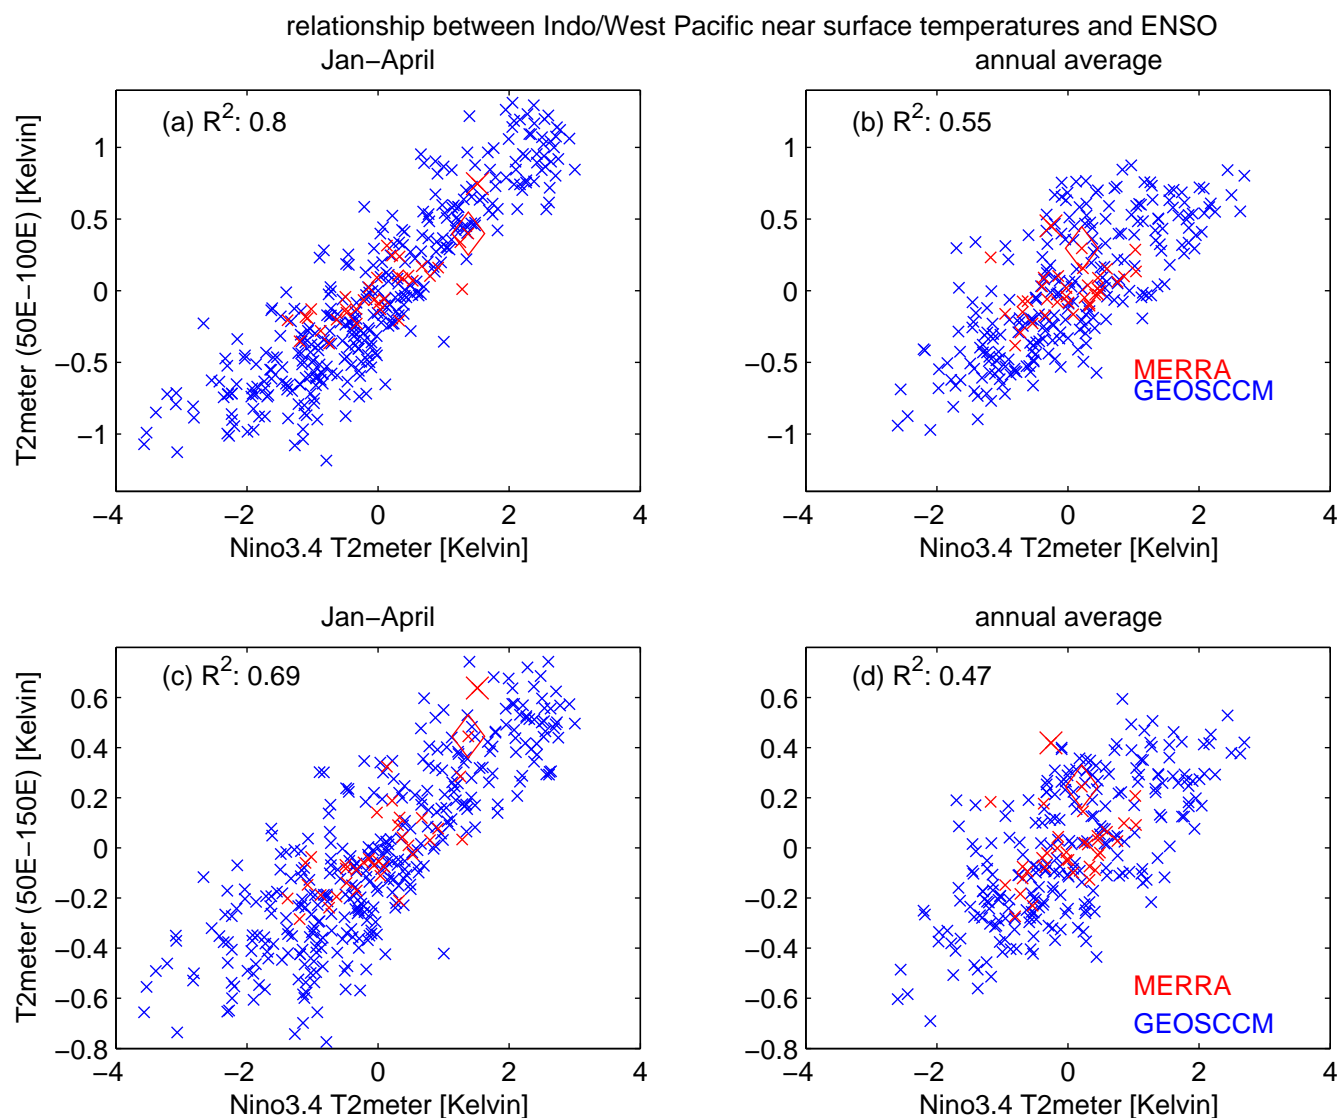 relationship between Indo/West Pacific near surface temperatures and ENSO
Jan−April
annual average
(a) R²: 0.8
(b) R²: 0.55
T2meter (50E−100E) [Kelvin]
1
0.5
0
−0.5
−1
1
0.5
0
−0.5
−1
MERRA
GEOSCCM
−4 −2 0 2 4
−4 −2 0 2 4
Nino3.4 T2meter [Kelvin]
Nino3.4 T2meter [Kelvin]
Jan−April
annual average
(c) R²: 0.69
(d) R²: 0.47
T2meter (50E−150E) [Kelvin]
0.6
0.4
0.2
0
−0.2
−0.4
−0.6
−0.8
0.6
0.4
0.2
0
−0.2
−0.4
−0.6
−0.8
MERRA
GEOSCCM
−4 −2 0 2 4
−4 −2 0 2 4
Nino3.4 T2meter [Kelvin]
Nino3.4 T2meter [Kelvin]